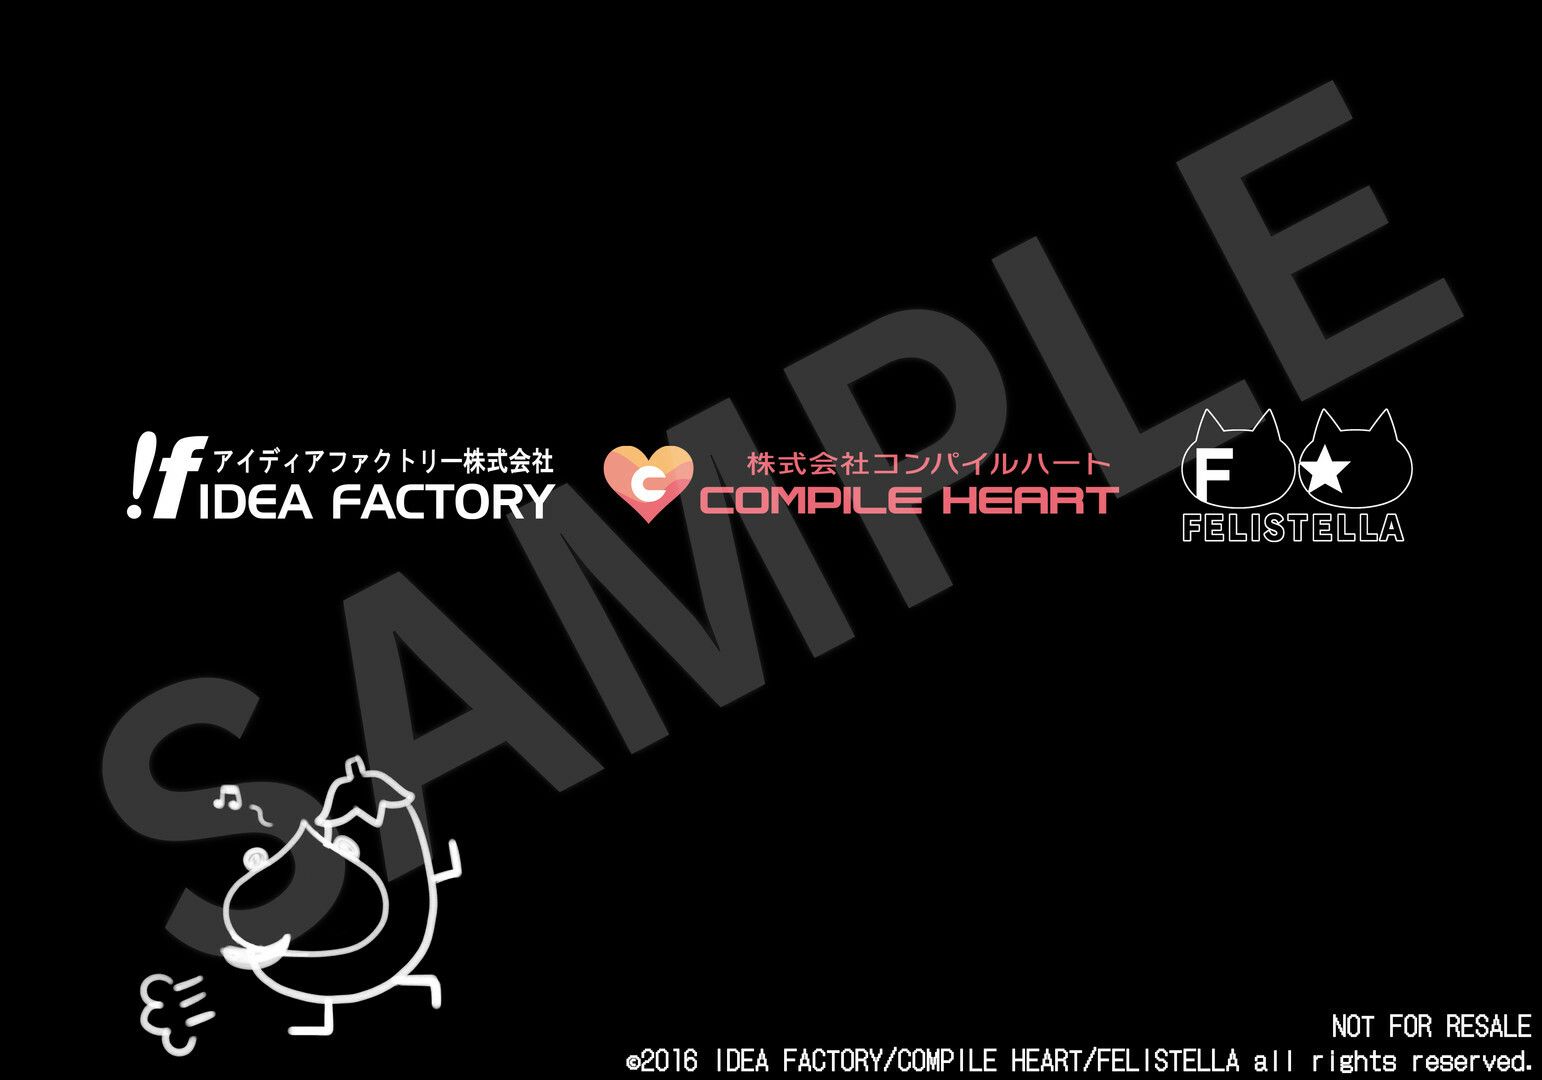 SAMPLE
!f アイディアファクトリー株式会社
IDEA FACTORY
C 株式会社コンパイルハート
COMPILE HEART
F
FELISTELLA
NOT FOR RESALE
©2016 IDEA FACTORY/COMPILE HEART/FELISTELLA all rights reserved.